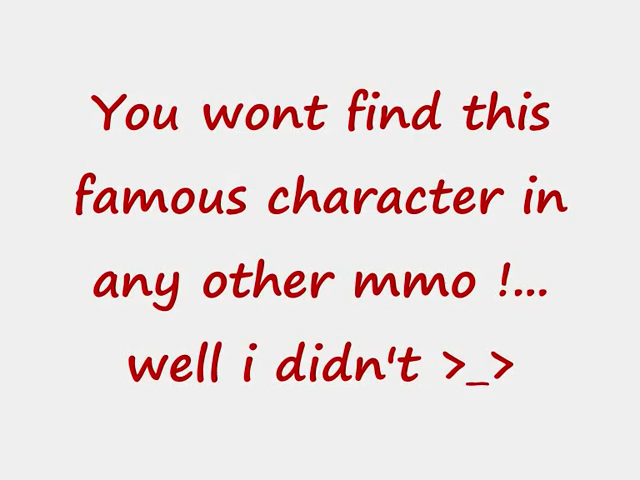 You wont find this
famous character in
any other mmo !...
well i didn't >_>